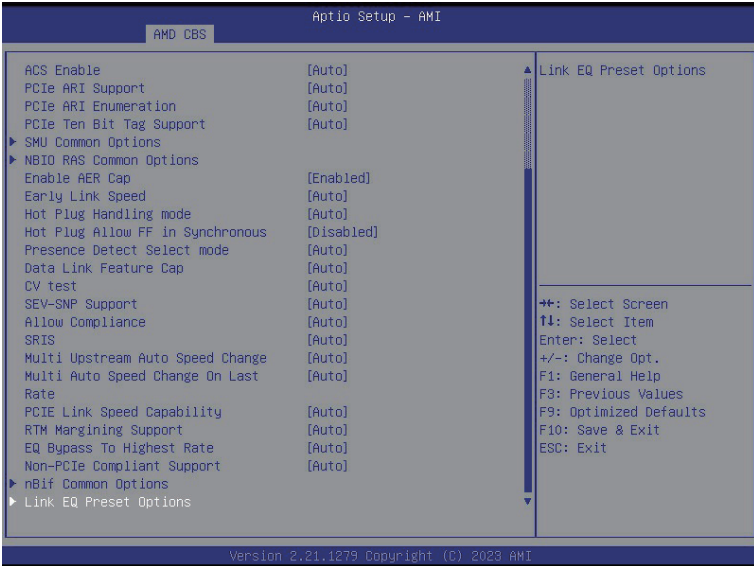 Aptio Setup – AMI
AMD CBS
ACS Enable [Auto]
PCIe ARI Support [Auto]
PCIe ARI Enumeration [Auto]
PCIe Ten Bit Tag Support [Auto]
SMU Common Options
NBIO RAS Common Options
Enable AER Cap [Enabled]
Early Link Speed [Auto]
Hot Plug Handling mode [Auto]
Hot Plug Allow FF in Synchronous [Disabled]
Presence Detect Select mode [Auto]
Data Link Feature Cap [Auto]
CV test [Auto]
SEV-SNP Support [Auto]
Allow Compliance [Auto]
SRIS [Auto]
Multi Upstream Auto Speed Change [Auto]
Multi Auto Speed Change On Last [Auto]
Rate
PCIE Link Speed Capability [Auto]
RTM Margining Support [Auto]
EQ Bypass To Highest Rate [Auto]
Non-PCIe Compliant Support [Auto]
nBif Common Options
Link EQ Preset Options
Link EQ Preset Options
→←: Select Screen
↑↓: Select Item
Enter: Select
+/-: Change Opt.
F1: General Help
F3: Previous Values
F9: Optimized Defaults
F10: Save & Exit
ESC: Exit
Version 2.21.1279 Copyright (C) 2023 AMI